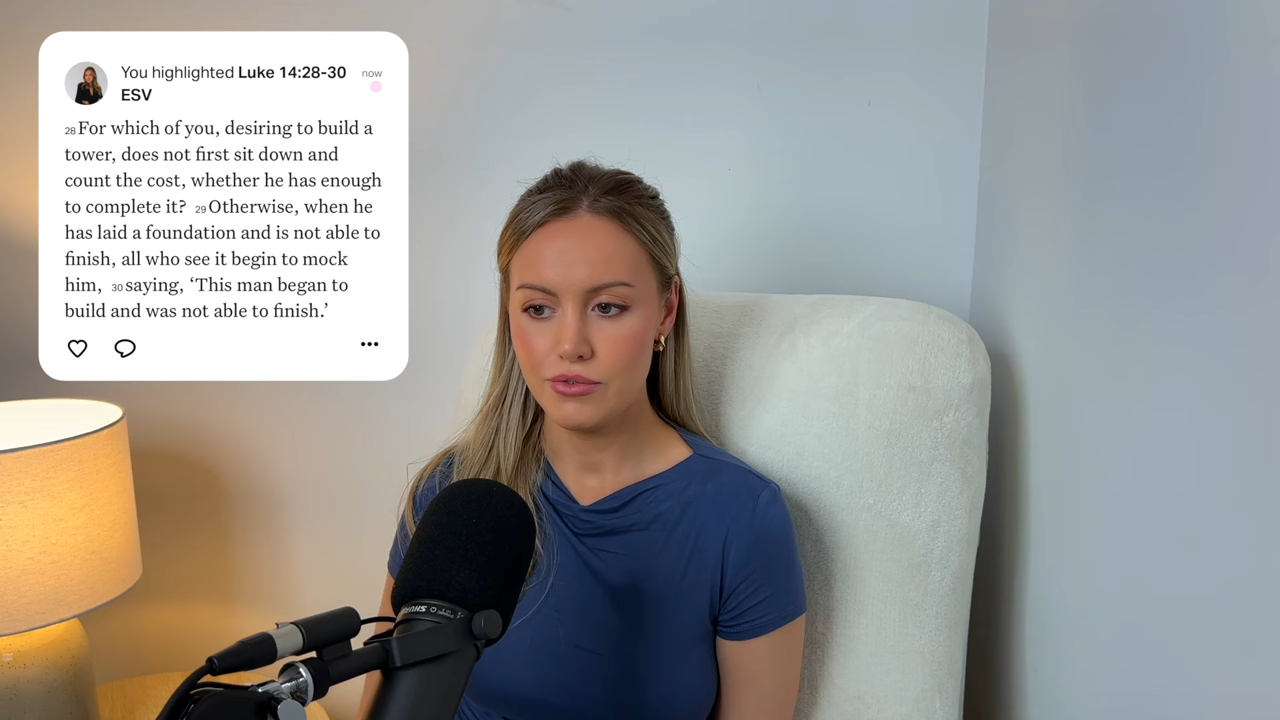 You highlighted Luke 14:28-30 now
ESV
28 For which of you, desiring to build a
tower, does not first sit down and
count the cost, whether he has enough
to complete it? 29 Otherwise, when he
has laid a foundation and is not able to
finish, all who see it begin to mock
him, 30 saying, ‘This man began to
build and was not able to finish.’
SHURE